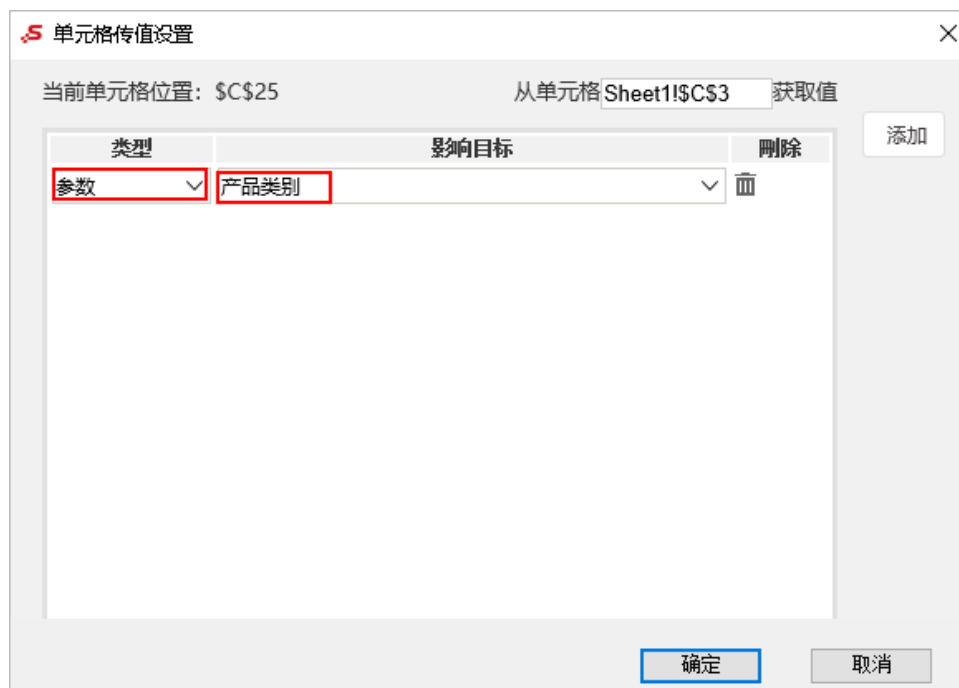 单元格传值设置
当前单元格位置：$C$25 从单元格 Sheet1!$C$3 获取值
添加
类型 影响目标 刪除
参数 产品类别
确定 取消